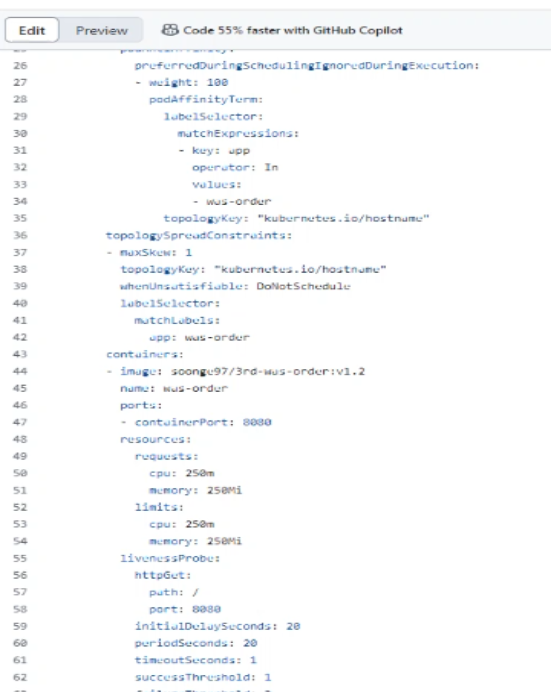 Edit Preview Code 55% faster with GitHub Copilot
26 preferredDuringSchedulingIgnoredDuringExecution:
27 - weight: 100
28 podAffinityTerm:
29 labelSelector:
30 matchExpressions:
31 - key: app
32 operator: In
33 values:
34 - was-order
35 topologyKey: "kubernetes.io/hostname"
36 topologySpreadConstraints:
37 - maxSkew: 1
38 topologyKey: "kubernetes.io/hostname"
39 whenUnsatisfiable: DoNotSchedule
40 labelSelector:
41 matchLabels:
42 app: was-order
43 containers:
44 - image: soonge97/3rd-was-order:v1.2
45 name: was-order
46 ports:
47 - containerPort: 8080
48 resources:
49 requests:
50 cpu: 250m
51 memory: 250Mi
52 limits:
53 cpu: 250m
54 memory: 250Mi
55 livenessProbe:
56 httpGet:
57 path: /
58 port: 8080
59 initialDelaySeconds: 20
60 periodSeconds: 20
61 timeoutSeconds: 1
62 successThreshold: 1